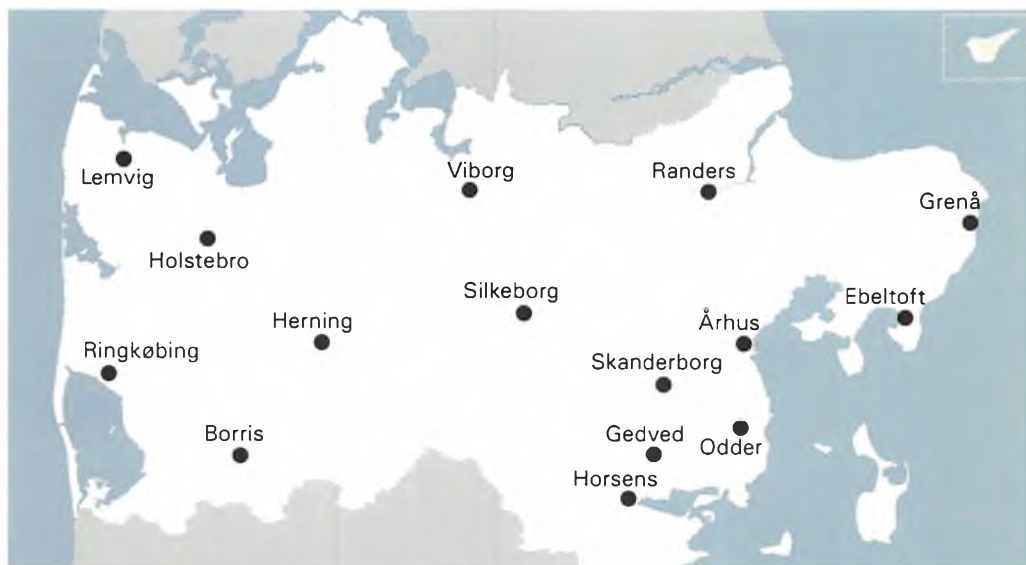 Lemvig
Viborg
Randers
Grenå
Holstebro
Silkeborg
Ebeltoft
Herning
Århus
Ringkøbing
Skanderborg
Borris
Gedved
Odder
Horsens